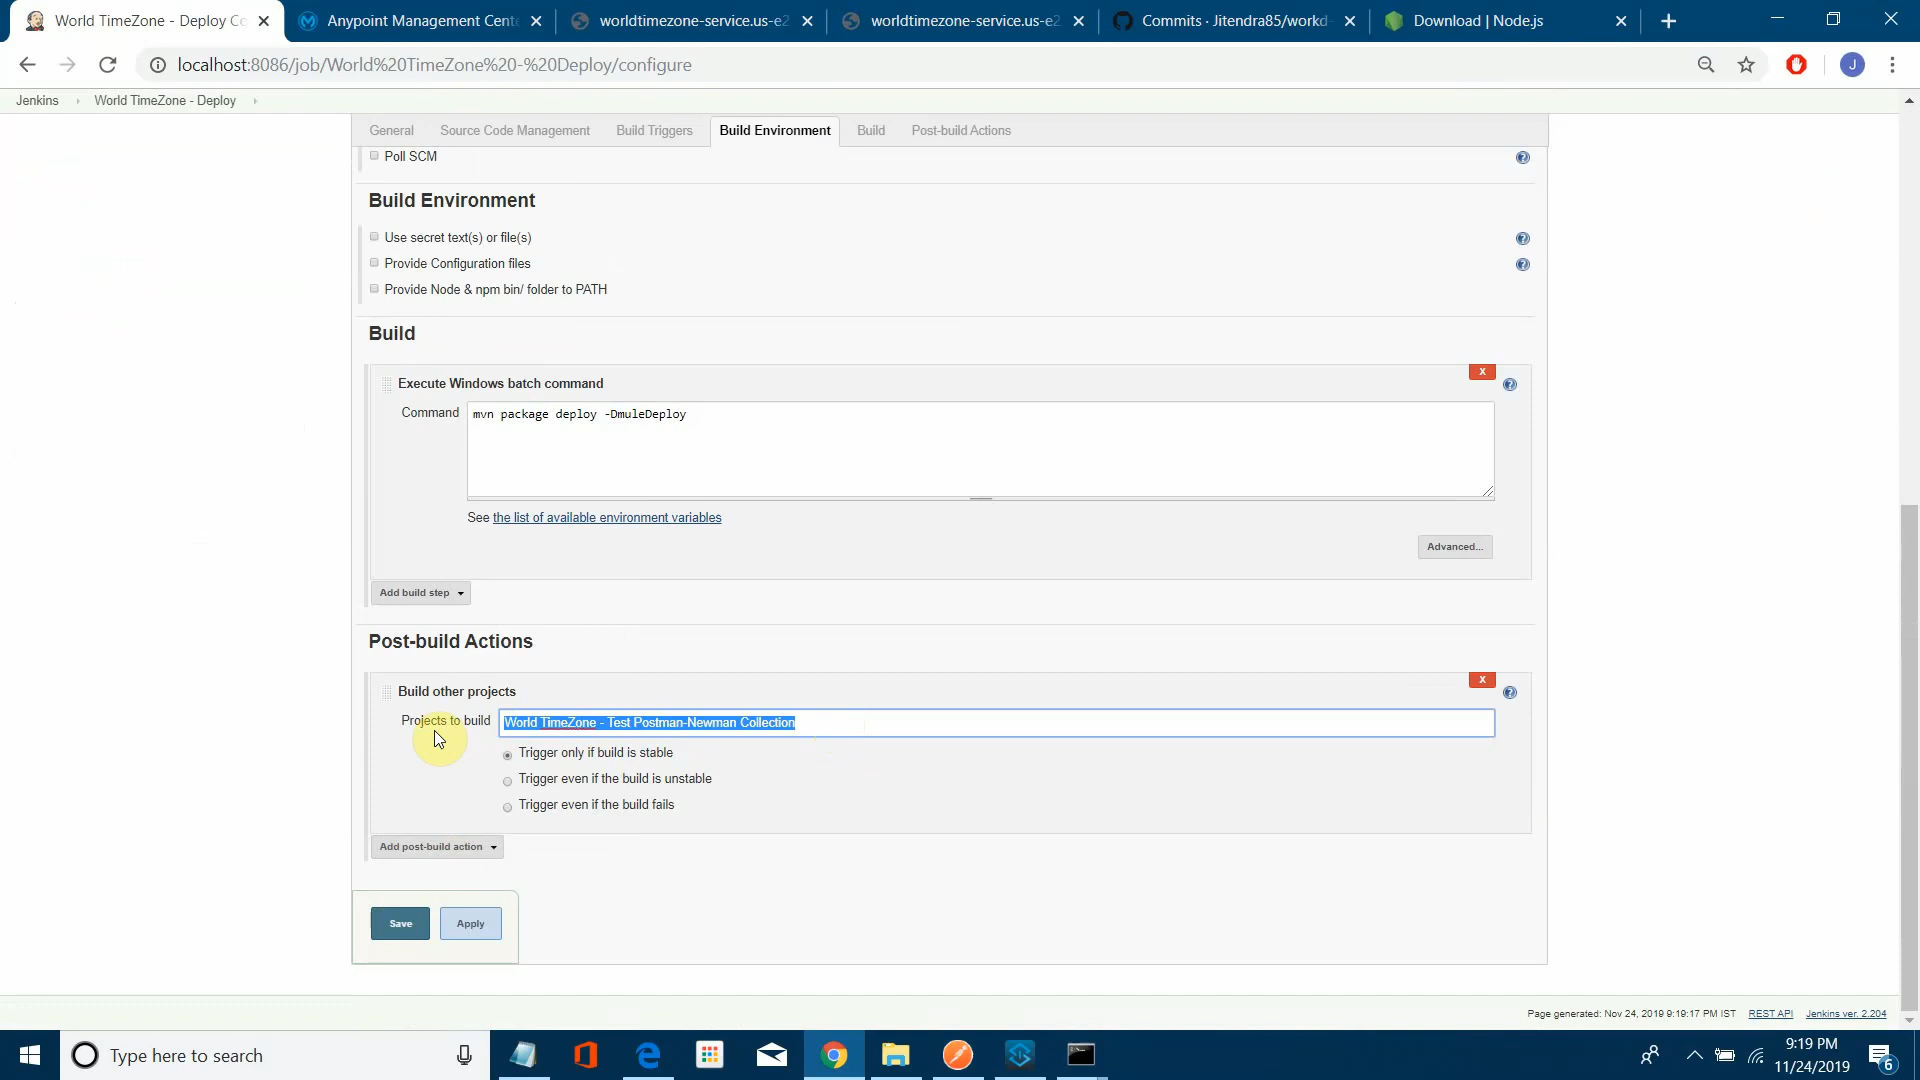 World TimeZone - Deploy Co
Anypoint Management Cente
worldtimezone-service.us-e2
worldtimezone-service.us-e2
Commits · Jitendra85/workd-
Download | Node.js
localhost:8086/job/World%20TimeZone%20-%20Deploy/configure
J
Jenkins
World TimeZone - Deploy
General
Source Code Management
Build Triggers
Build Environment
Build
Post-build Actions
Poll SCM
Build Environment
Use secret text(s) or file(s)
Provide Configuration files
Provide Node & npm bin/ folder to PATH
Build
X
Execute Windows batch command
Command
mvn package deploy -DmuleDeploy
See the list of available environment variables
Advanced...
Add build step
Post-build Actions
X
Build other projects
Projects to build
World TimeZone - Test Postman-Newman Collection
Trigger only if build is stable
Trigger even if the build is unstable
Trigger even if the build fails
Add post-build action
Save
Apply
Page generated: Nov 24, 2019 9:19:17 PM IST
REST API
Jenkins ver. 2.204
Type here to search
9:19 PM
11/24/2019
6